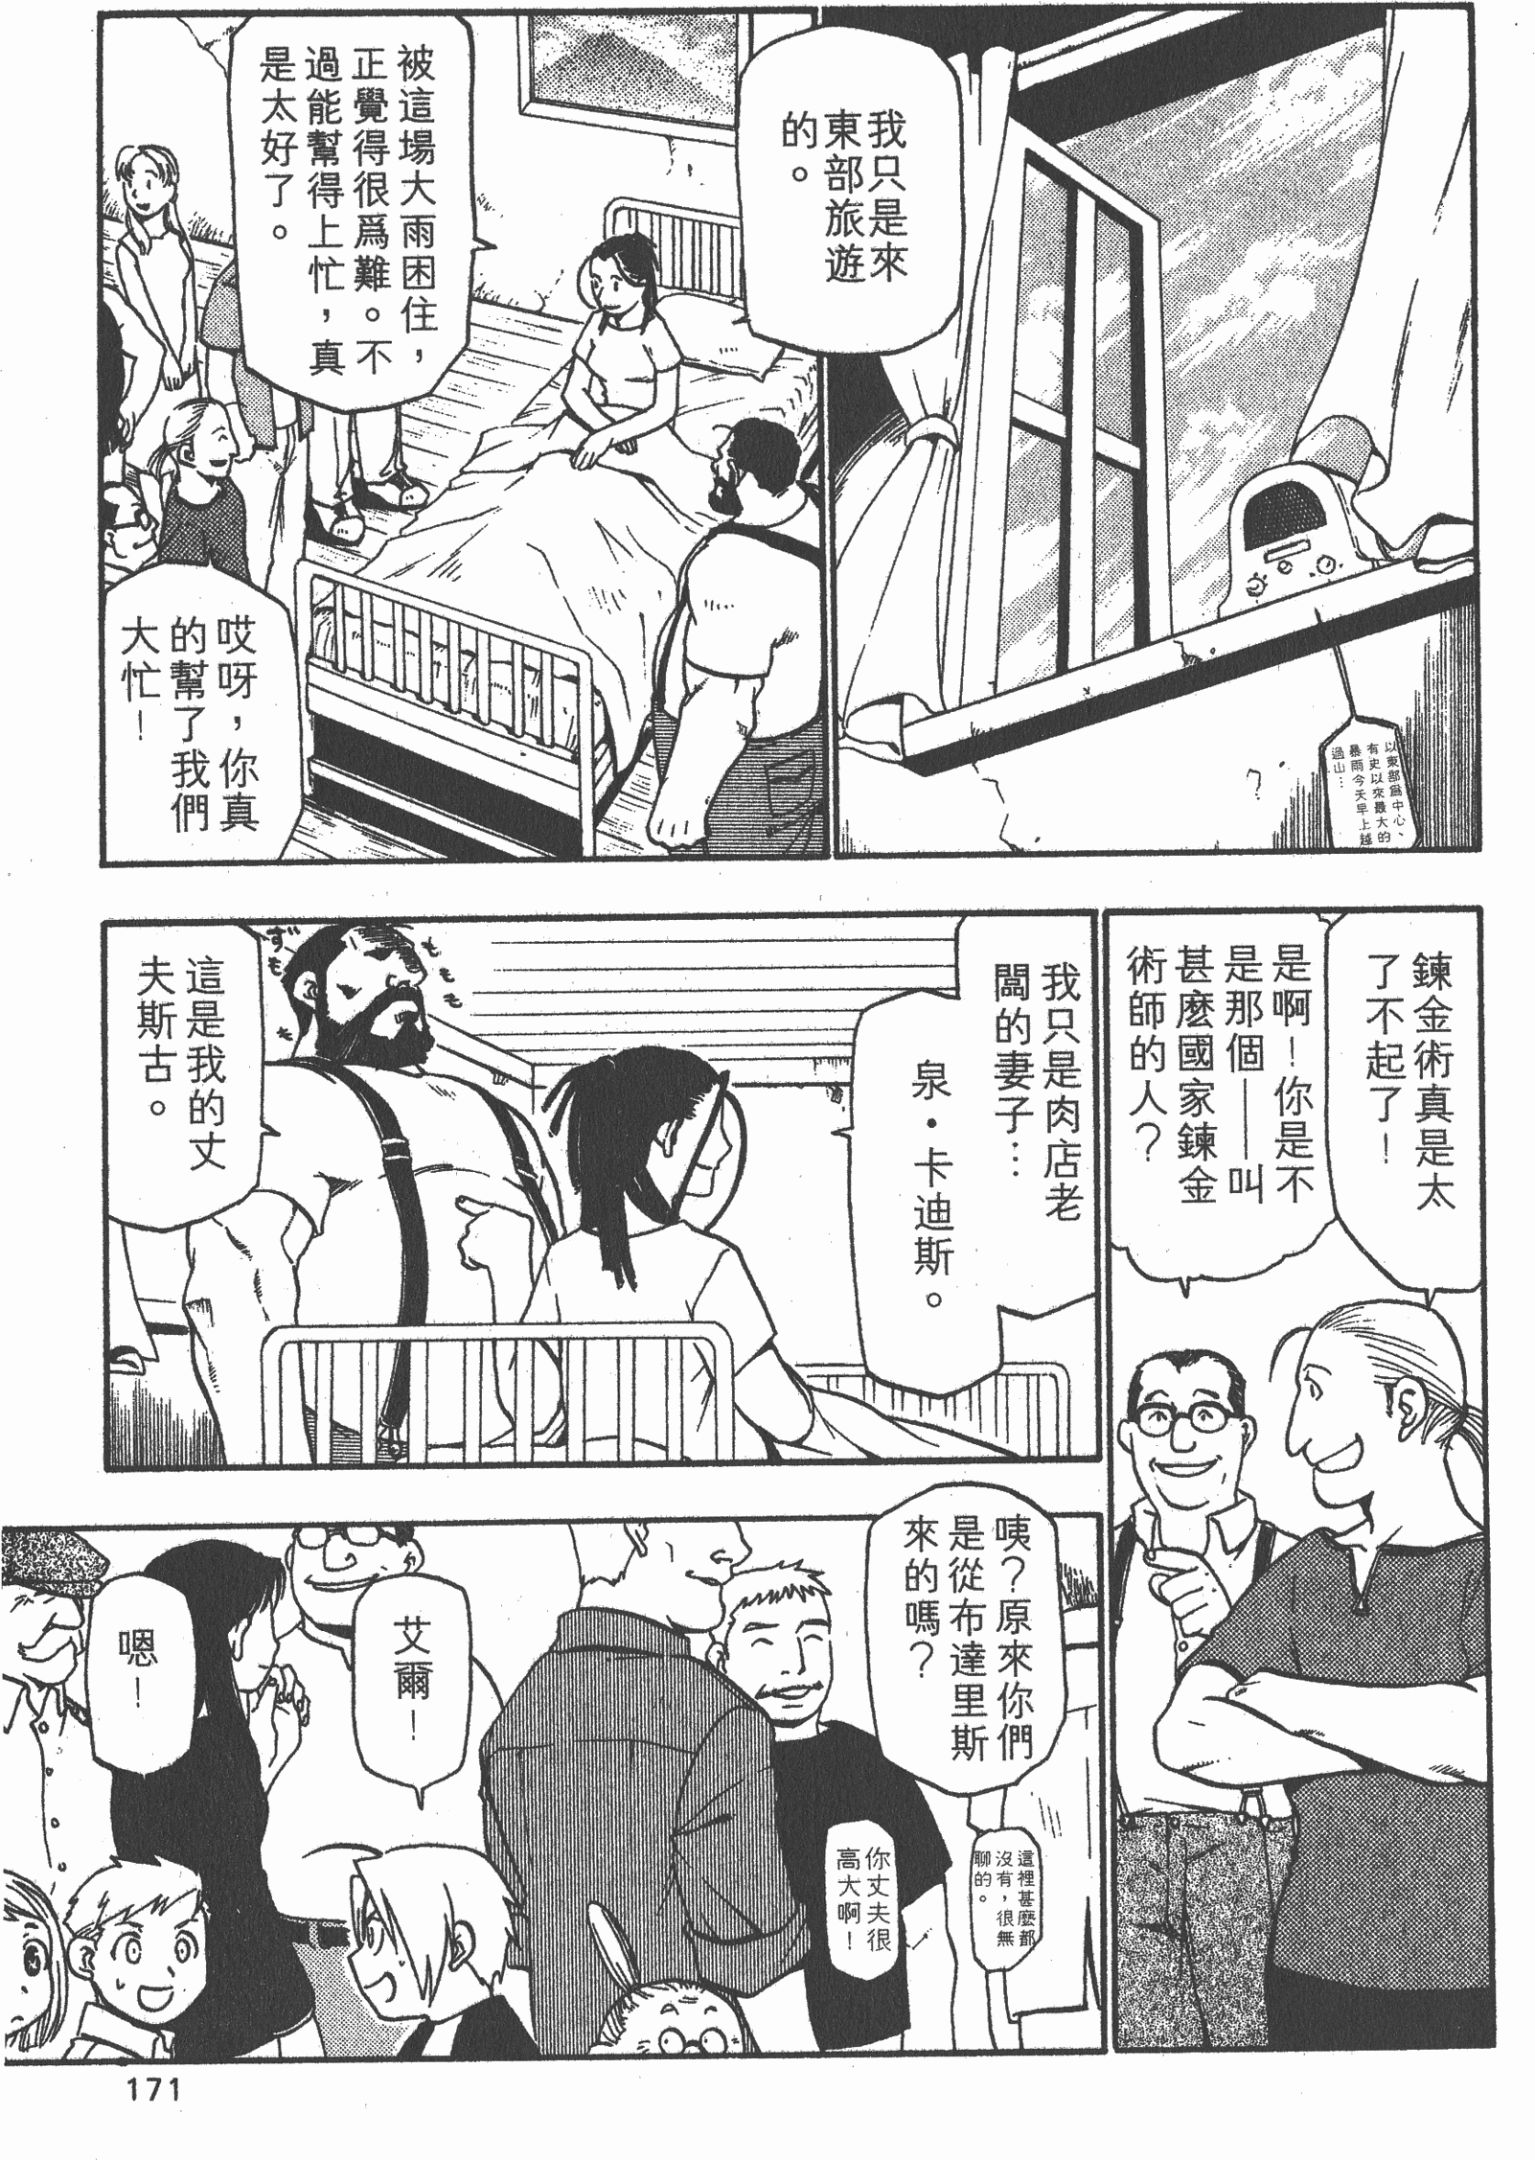 以東部爲中心、
有史以來最大的
暴雨今天早上越
過山…
我只是來
東部旅遊
的。
被這場大雨困住，
正覺得很爲難。不
過能幫得上忙，真
是太好了。
哎呀，你真
的幫了我們
大忙！
鍊金術真是太
了不起了！
是啊！你是不
是那個——叫
甚麼國家鍊金
術師的人？
我只是肉店老
闆的妻子…
泉・卡迪斯。
這是我的丈
夫斯古。
ずも
ももも
咦？原來你們
是從布達里斯
來的嗎？
這裡甚麼都
沒有，很無
聊的。
你丈夫很
高大啊！
艾爾！
嗯！
171